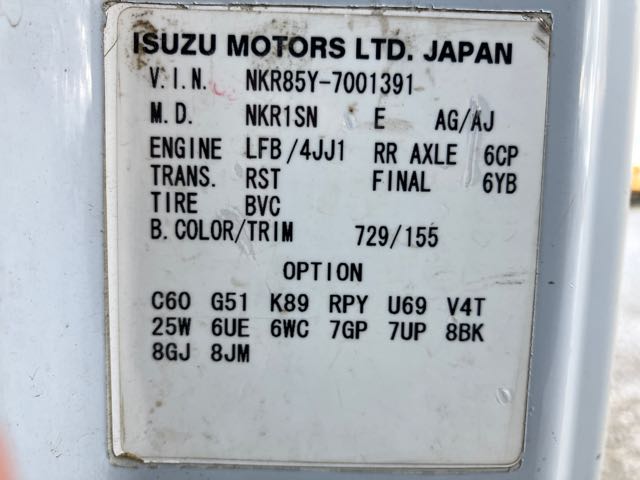 ISUZU MOTORS LTD. JAPAN
V.I.N. NKR85Y-7001391
M.D. NKR1SN E AG/AJ
ENGINE LFB/4JJ1 RR AXLE 6CP
TRANS. RST FINAL 6YB
TIRE BVC
B.COLOR/TRIM 729/155
OPTION
C60 G51 K89 RPY U69 V4T
25W 6UE 6WC 7GP 7UP 8BK
8GJ 8JM